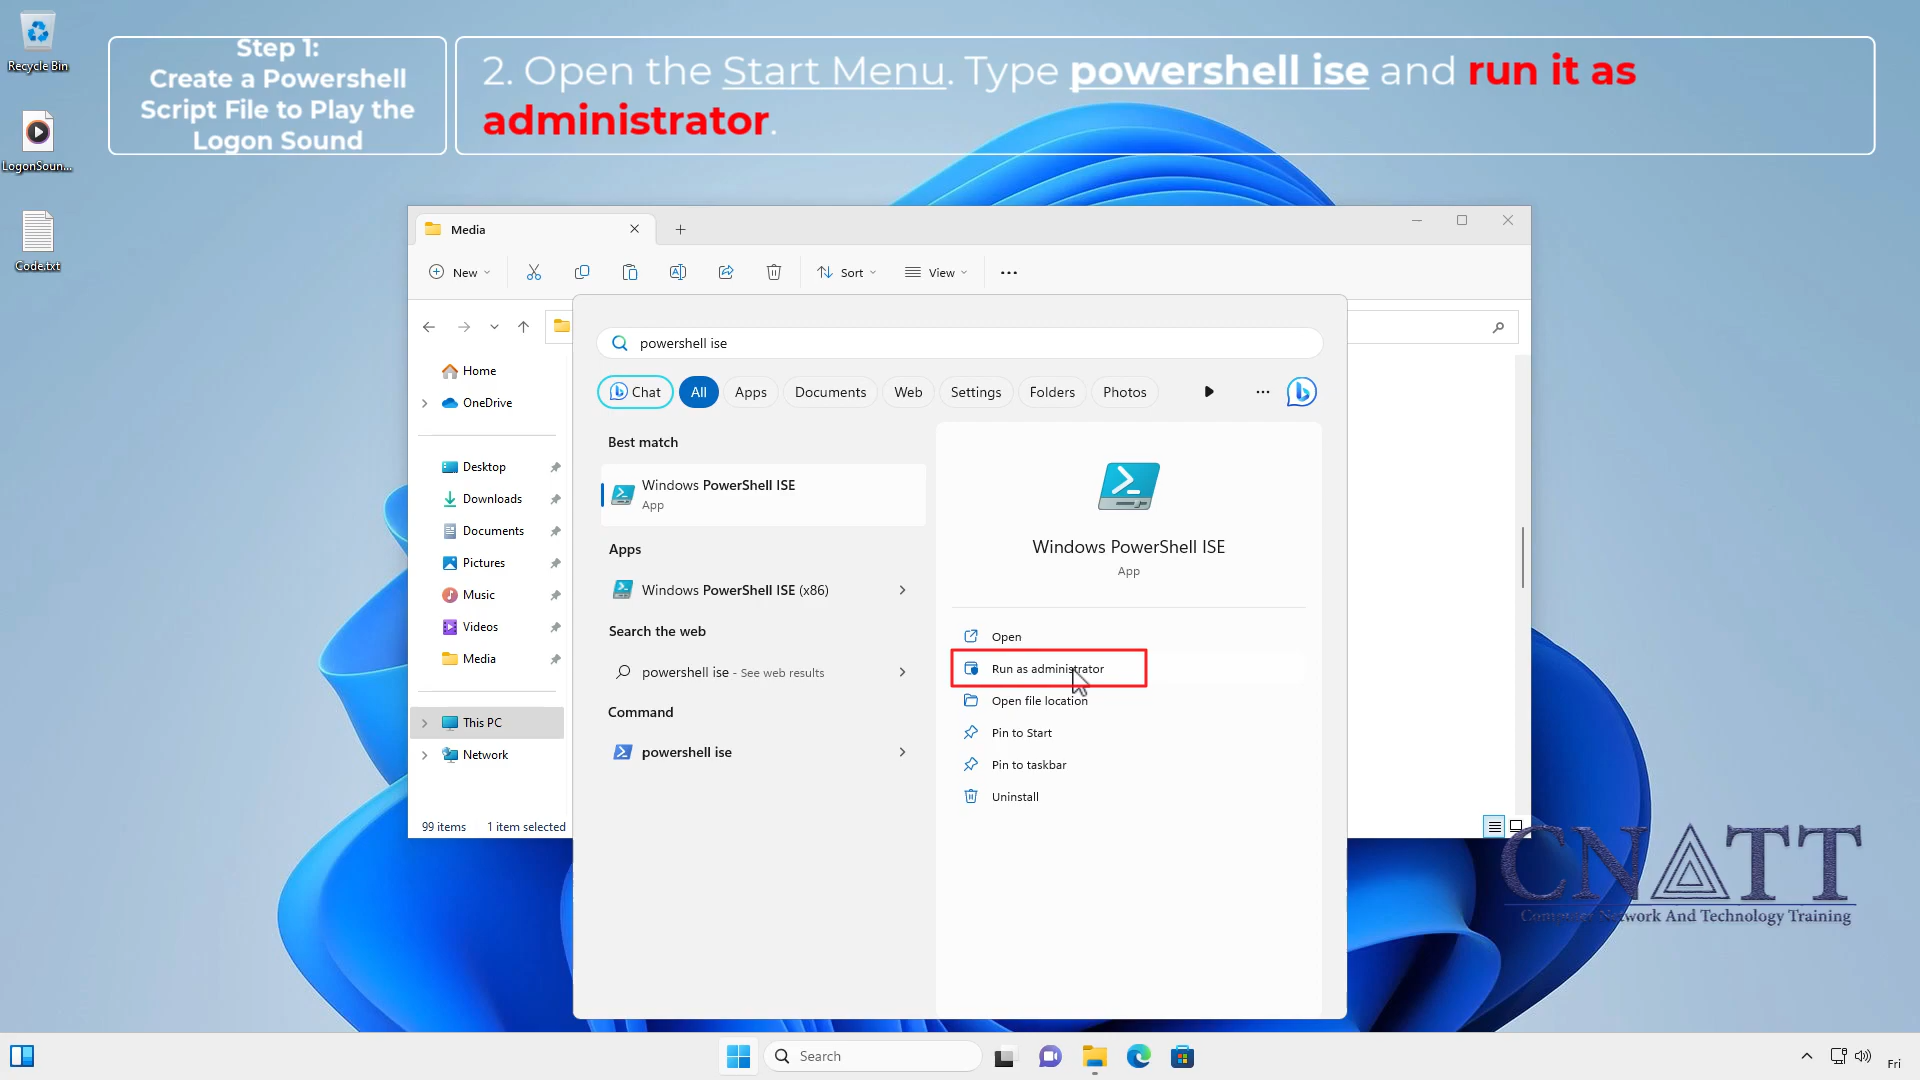 Recycle Bin
LogonSoun...
Code.txt
Step 1:
Create a Powershell
Script File to Play the
Logon Sound
2. Open the Start Menu. Type powershell ise and run it as
administrator.
Media
New
Sort
View
powershell ise
Chat
All
Apps
Documents
Web
Settings
Folders
Photos
Home
OneDrive
Desktop
Downloads
Documents
Pictures
Music
Videos
Media
This PC
Network
99 items
1 item selected
Best match
Windows PowerShell ISE
App
Apps
Windows PowerShell ISE (x86)
Search the web
powershell ise - See web results
Command
powershell ise
Windows PowerShell ISE
App
Open
Run as administrator
Open file location
Pin to Start
Pin to taskbar
Uninstall
CNATT
Computer Network And Technology Training
Search
Fri